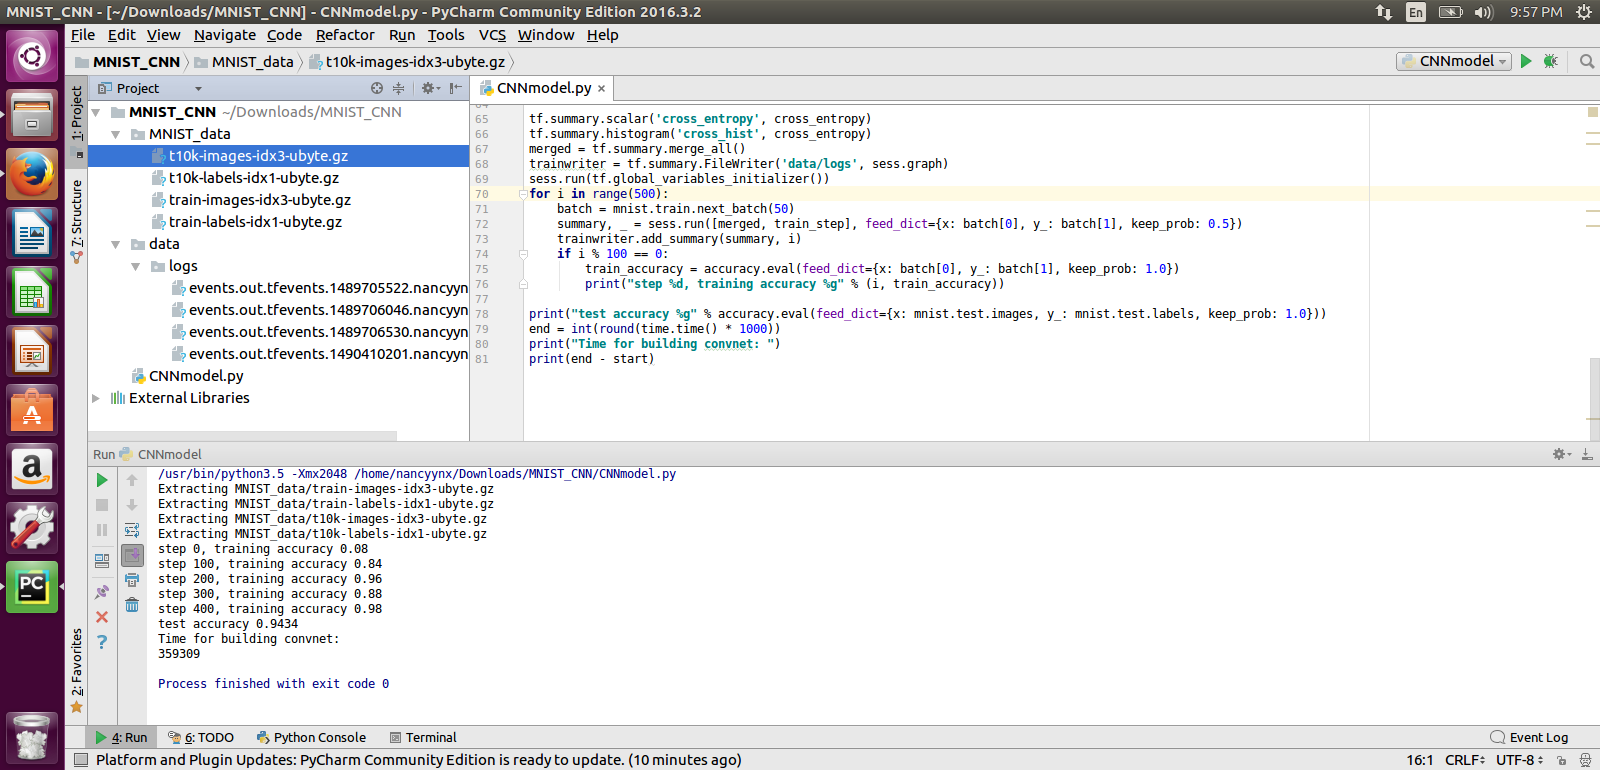 MNIST_CNN - [~/Downloads/MNIST_CNN] - CNNmodel.py - PyCharm Community Edition 2016.3.2
En
9:57 PM
File Edit View Navigate Code Refactor Run Tools VCS Window Help
MNIST_CNN MNIST_data t10k-images-idx3-ubyte.gz
CNNmodel
1: Project
7: Structure
2: Favorites
Project
MNIST_CNN ~/Downloads/MNIST_CNN
MNIST_data
t10k-images-idx3-ubyte.gz
t10k-labels-idx1-ubyte.gz
train-images-idx3-ubyte.gz
train-labels-idx1-ubyte.gz
data
logs
events.out.tfevents.1489705522.nancyyn
events.out.tfevents.1489706046.nancyyn
events.out.tfevents.1489706530.nancyyn
events.out.tfevents.1490410201.nancyyn
CNNmodel.py
External Libraries
CNNmodel.py
64
65 tf.summary.scalar('cross_entropy', cross_entropy)
66 tf.summary.histogram('cross_hist', cross_entropy)
67 merged = tf.summary.merge_all()
68 trainwriter = tf.summary.FileWriter('data/logs', sess.graph)
69 sess.run(tf.global_variables_initializer())
70 for i in range(500):
71 batch = mnist.train.next_batch(50)
72 summary, _ = sess.run([merged, train_step], feed_dict={x: batch[0], y_: batch[1], keep_prob: 0.5})
73 trainwriter.add_summary(summary, i)
74 if i % 100 == 0:
75 train_accuracy = accuracy.eval(feed_dict={x: batch[0], y_: batch[1], keep_prob: 1.0})
76 print("step %d, training accuracy %g" % (i, train_accuracy))
77
78 print("test accuracy %g" % accuracy.eval(feed_dict={x: mnist.test.images, y_: mnist.test.labels, keep_prob: 1.0}))
79 end = int(round(time.time() * 1000))
80 print("Time for building convnet: ")
81 print(end - start)
Run CNNmodel
/usr/bin/python3.5 -Xmx2048 /home/nancyynx/Downloads/MNIST_CNN/CNNmodel.py
Extracting MNIST_data/train-images-idx3-ubyte.gz
Extracting MNIST_data/train-labels-idx1-ubyte.gz
Extracting MNIST_data/t10k-images-idx3-ubyte.gz
Extracting MNIST_data/t10k-labels-idx1-ubyte.gz
step 0, training accuracy 0.08
step 100, training accuracy 0.84
step 200, training accuracy 0.96
step 300, training accuracy 0.88
step 400, training accuracy 0.98
test accuracy 0.9434
Time for building convnet:
359309
Process finished with exit code 0
PC
4: Run 6: TODO Python Console Terminal
Event Log
Platform and Plugin Updates: PyCharm Community Edition is ready to update. (10 minutes ago)
16:1 CRLF UTF-8